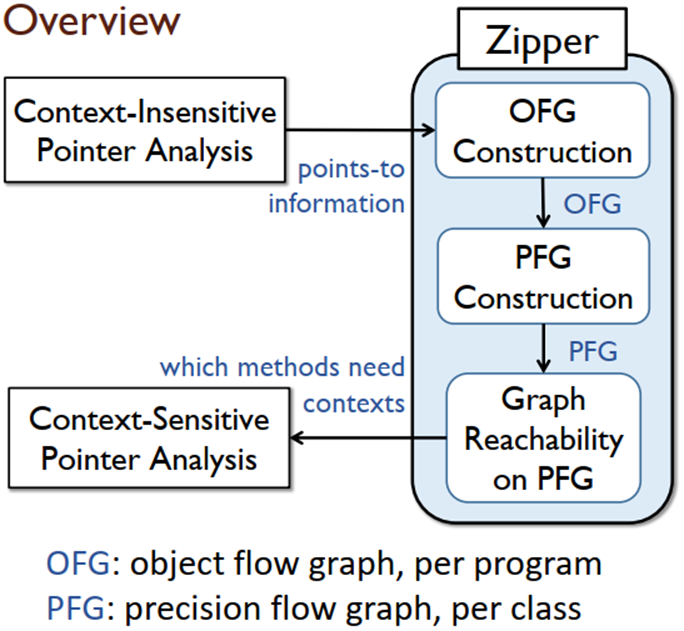 Overview
Zipper
Context-Insensitive
Pointer Analysis
points-to
information
OFG
Construction
OFG
PFG
Construction
PFG
Graph
Reachability
on PFG
which methods need
contexts
Context-Sensitive
Pointer Analysis
OFG: object flow graph, per program
PFG: precision flow graph, per class